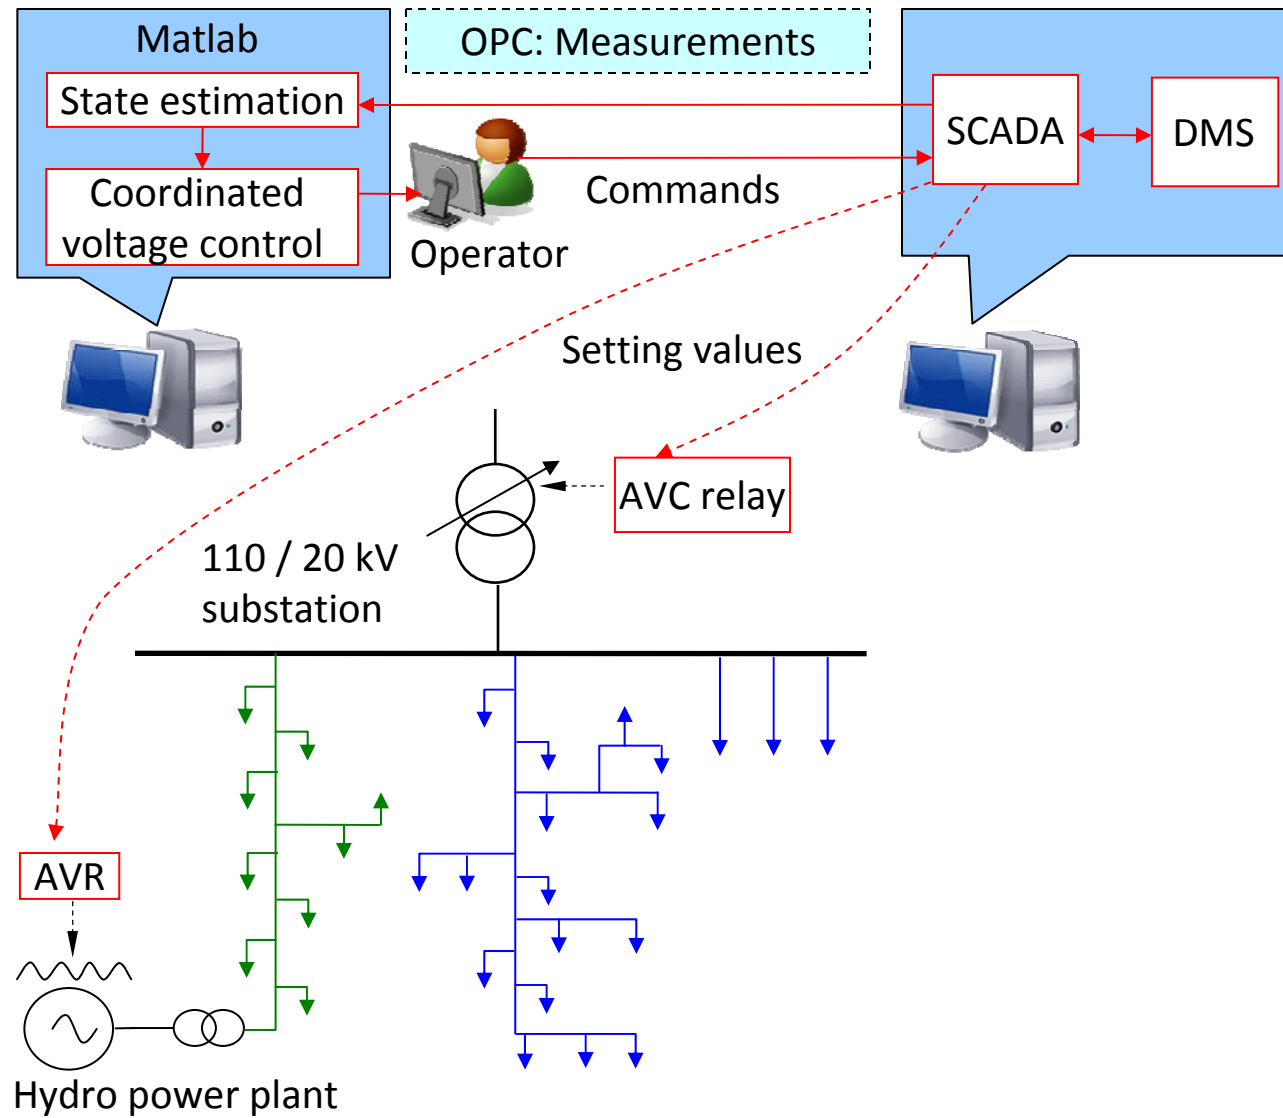 Matlab
OPC: Measurements
State estimation
SCADA
DMS
Coordinated
voltage control
Commands
Operator
Setting values
AVC relay
110 / 20 kV
substation
AVR
Hydro power plant